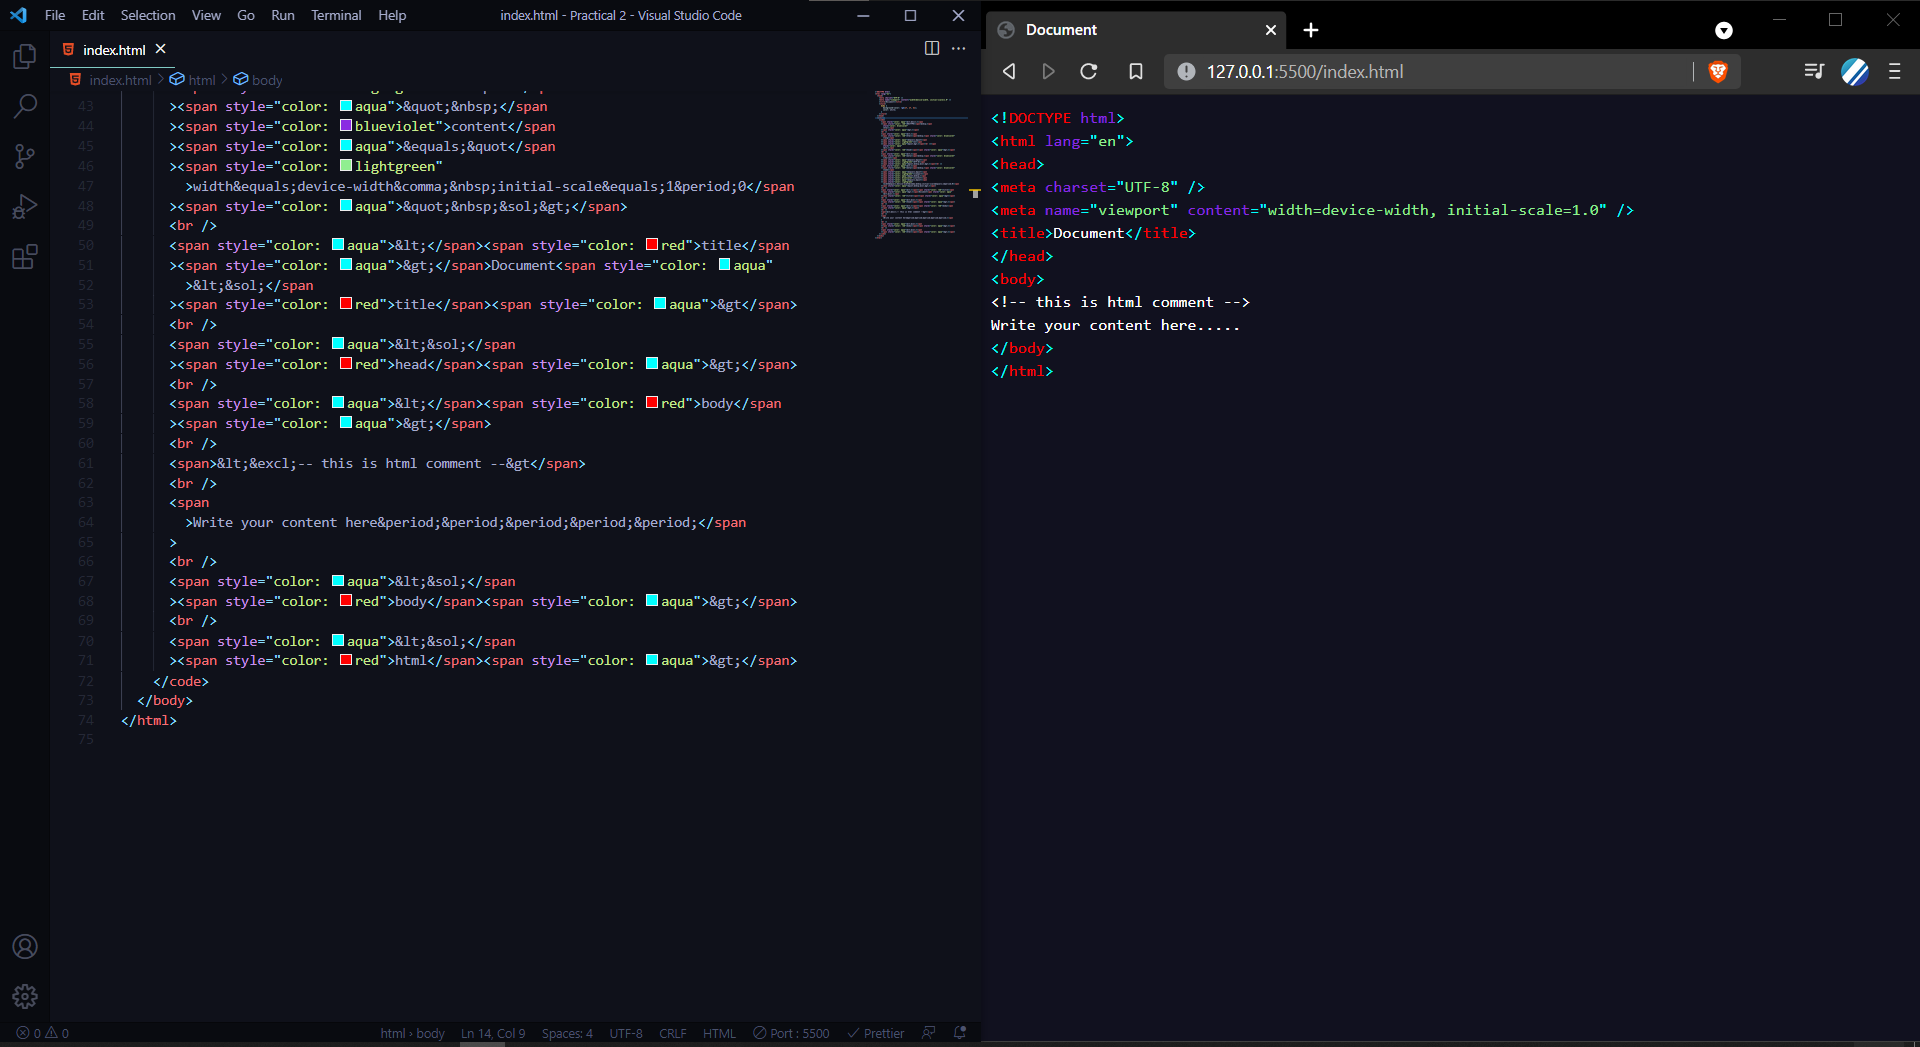 File Edit Selection View Go Run Terminal Help
index.html - Practical 2 - Visual Studio Code
index.html
index.html > html > body
43 ><span style="color: aqua">&quot;&nbsp;</span
44 ><span style="color: blueviolet">content</span
45 ><span style="color: aqua">&equals;&quot</span
46 ><span style="color: lightgreen"
47 >width&equals;device-width&comma;&nbsp;initial-scale&equals;1&period;0</span
48 ><span style="color: aqua">&quot;&nbsp;&sol;&gt;</span>
49 <br />
50 <span style="color: aqua">&lt;</span><span style="color: red">title</span
51 ><span style="color: aqua">&gt;</span>Document<span style="color: aqua"
52 >&lt;&sol;</span
53 ><span style="color: red">title</span><span style="color: aqua">&gt</span>
54 <br />
55 <span style="color: aqua">&lt;&sol;</span
56 ><span style="color: red">head</span><span style="color: aqua">&gt;</span>
57 <br />
58 <span style="color: aqua">&lt;</span><span style="color: red">body</span
59 ><span style="color: aqua">&gt;</span>
60 <br />
61 <span>&lt;&excl;-- this is html comment --&gt</span>
62 <br />
63 <span
64 >Write your content here&period;&period;&period;&period;&period;</span
65 >
66 <br />
67 <span style="color: aqua">&lt;&sol;</span
68 ><span style="color: red">body</span><span style="color: aqua">&gt;</span>
69 <br />
70 <span style="color: aqua">&lt;&sol;</span
71 ><span style="color: red">html</span><span style="color: aqua">&gt;</span>
72 </code>
73 </body>
74 </html>
75
0 0 html > body Ln 14, Col 9 Spaces: 4 UTF-8 CRLF HTML Port : 5500 Prettier
Document
127.0.0.1:5500/index.html
<!DOCTYPE html>
<html lang="en">
<head>
<meta charset="UTF-8" />
<meta name="viewport" content="width=device-width, initial-scale=1.0" />
<title>Document</title>
</head>
<body>
<!-- this is html comment -->
Write your content here.....
</body>
</html>